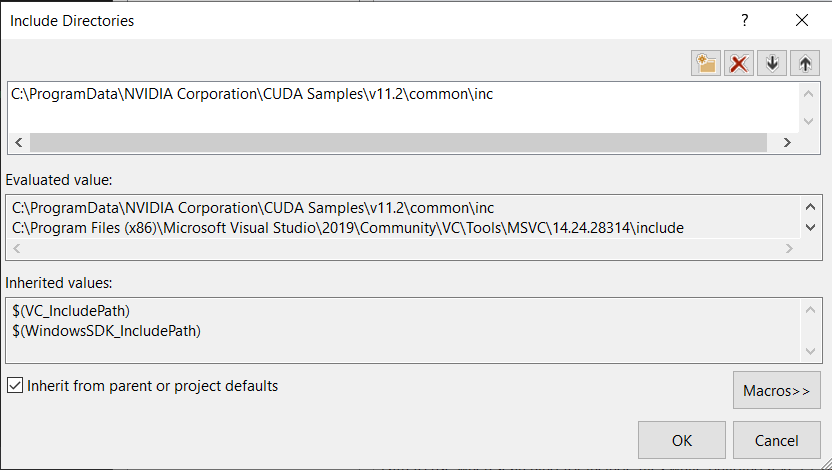 Include Directories
?
C:\ProgramData\NVIDIA Corporation\CUDA Samples\v11.2\common\inc
Evaluated value:
C:\ProgramData\NVIDIA Corporation\CUDA Samples\v11.2\common\inc
C:\Program Files (x86)\Microsoft Visual Studio\2019\Community\VC\Tools\MSVC\14.24.28314\include
Inherited values:
$(VC_IncludePath)
$(WindowsSDK_IncludePath)
Inherit from parent or project defaults
Macros>>
OK
Cancel